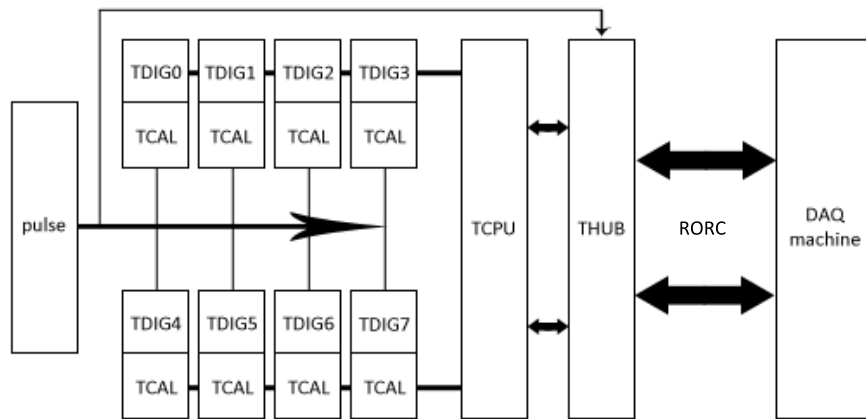 TDIG0 TDIG1 TDIG2 TDIG3
TCAL TCAL TCAL TCAL
pulse
TCPU
THUB
RORC
DAQ
machine
TDIG4 TDIG5 TDIG6 TDIG7
TCAL TCAL TCAL TCAL